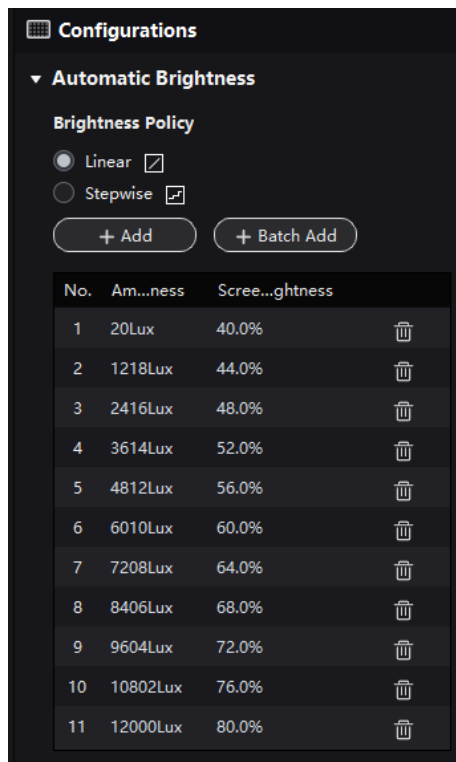 Configurations
Automatic Brightness
Brightness Policy
Linear
Stepwise
+ Add + Batch Add
No. Am...ness Scree...ghtness
1 20Lux 40.0%
2 1218Lux 44.0%
3 2416Lux 48.0%
4 3614Lux 52.0%
5 4812Lux 56.0%
6 6010Lux 60.0%
7 7208Lux 64.0%
8 8406Lux 68.0%
9 9604Lux 72.0%
10 10802Lux 76.0%
11 12000Lux 80.0%